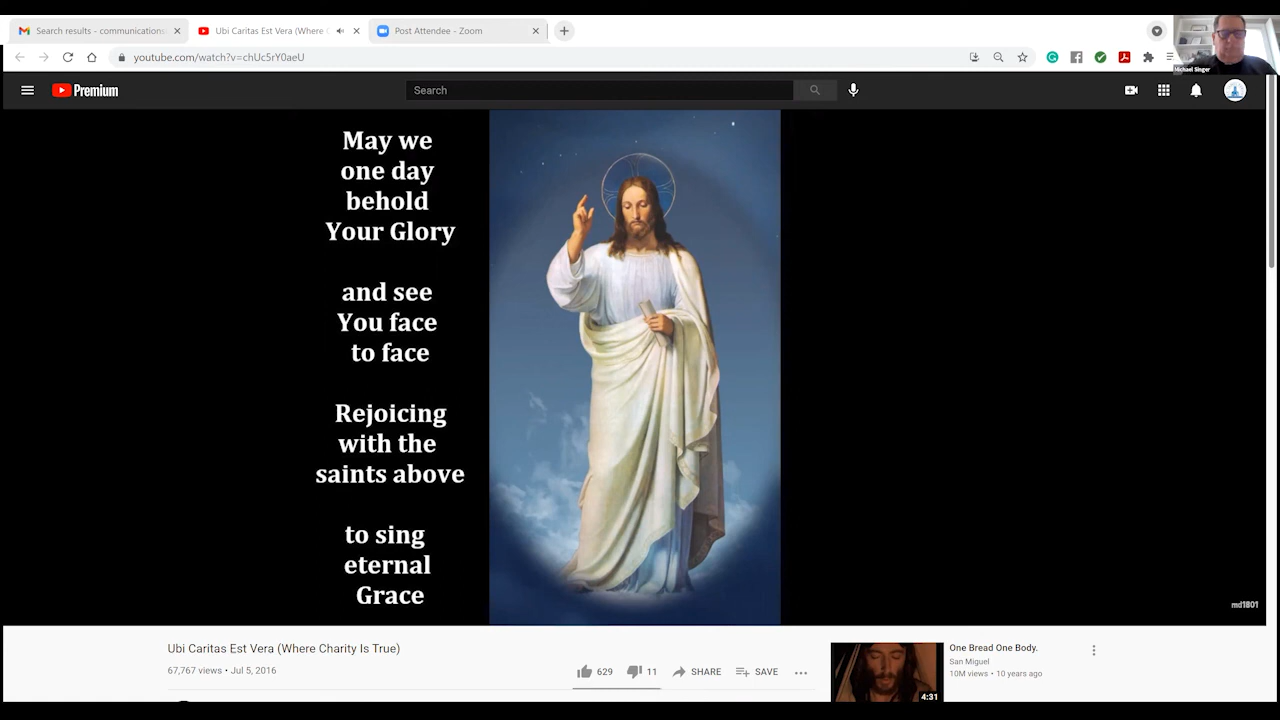 Search results - communications
Ubi Caritas Est Vera (Where C
Post Attendee - Zoom
youtube.com/watch?v=chUc5rY0aeU
Michael Singer
Premium
Search
May we
one day
behold
Your Glory
and see
You face
to face
Rejoicing
with the
saints above
to sing
eternal
Grace
md1801
Ubi Caritas Est Vera (Where Charity Is True)
67,767 views • Jul 5, 2016
629
11
SHARE
SAVE
4:31
One Bread One Body.
San Miguel
10M views • 10 years ago